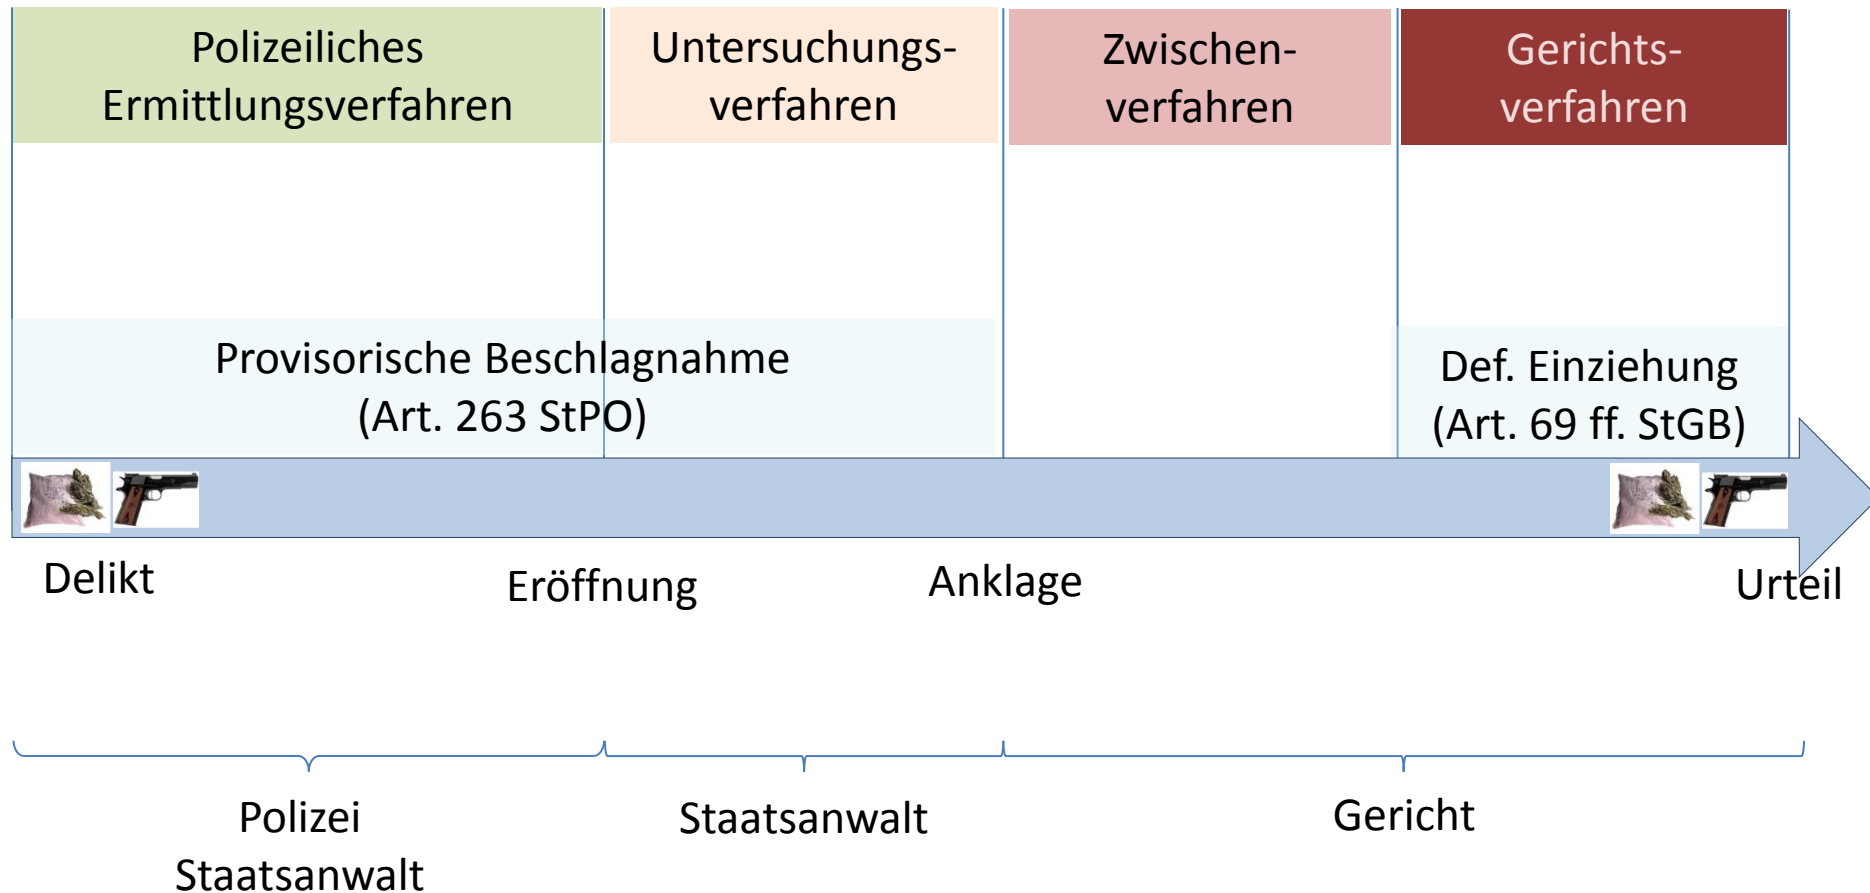 Polizeiliches
Ermittlungsverfahren
Untersuchungs-
verfahren
Zwischen-
verfahren
Gerichts-
verfahren
Provisorische Beschlagnahme
(Art. 263 StPO)
Def. Einziehung
(Art. 69 ff. StGB)
Delikt
Eröffnung
Anklage
Urteil
Polizei
Staatsanwalt
Staatsanwalt
Gericht